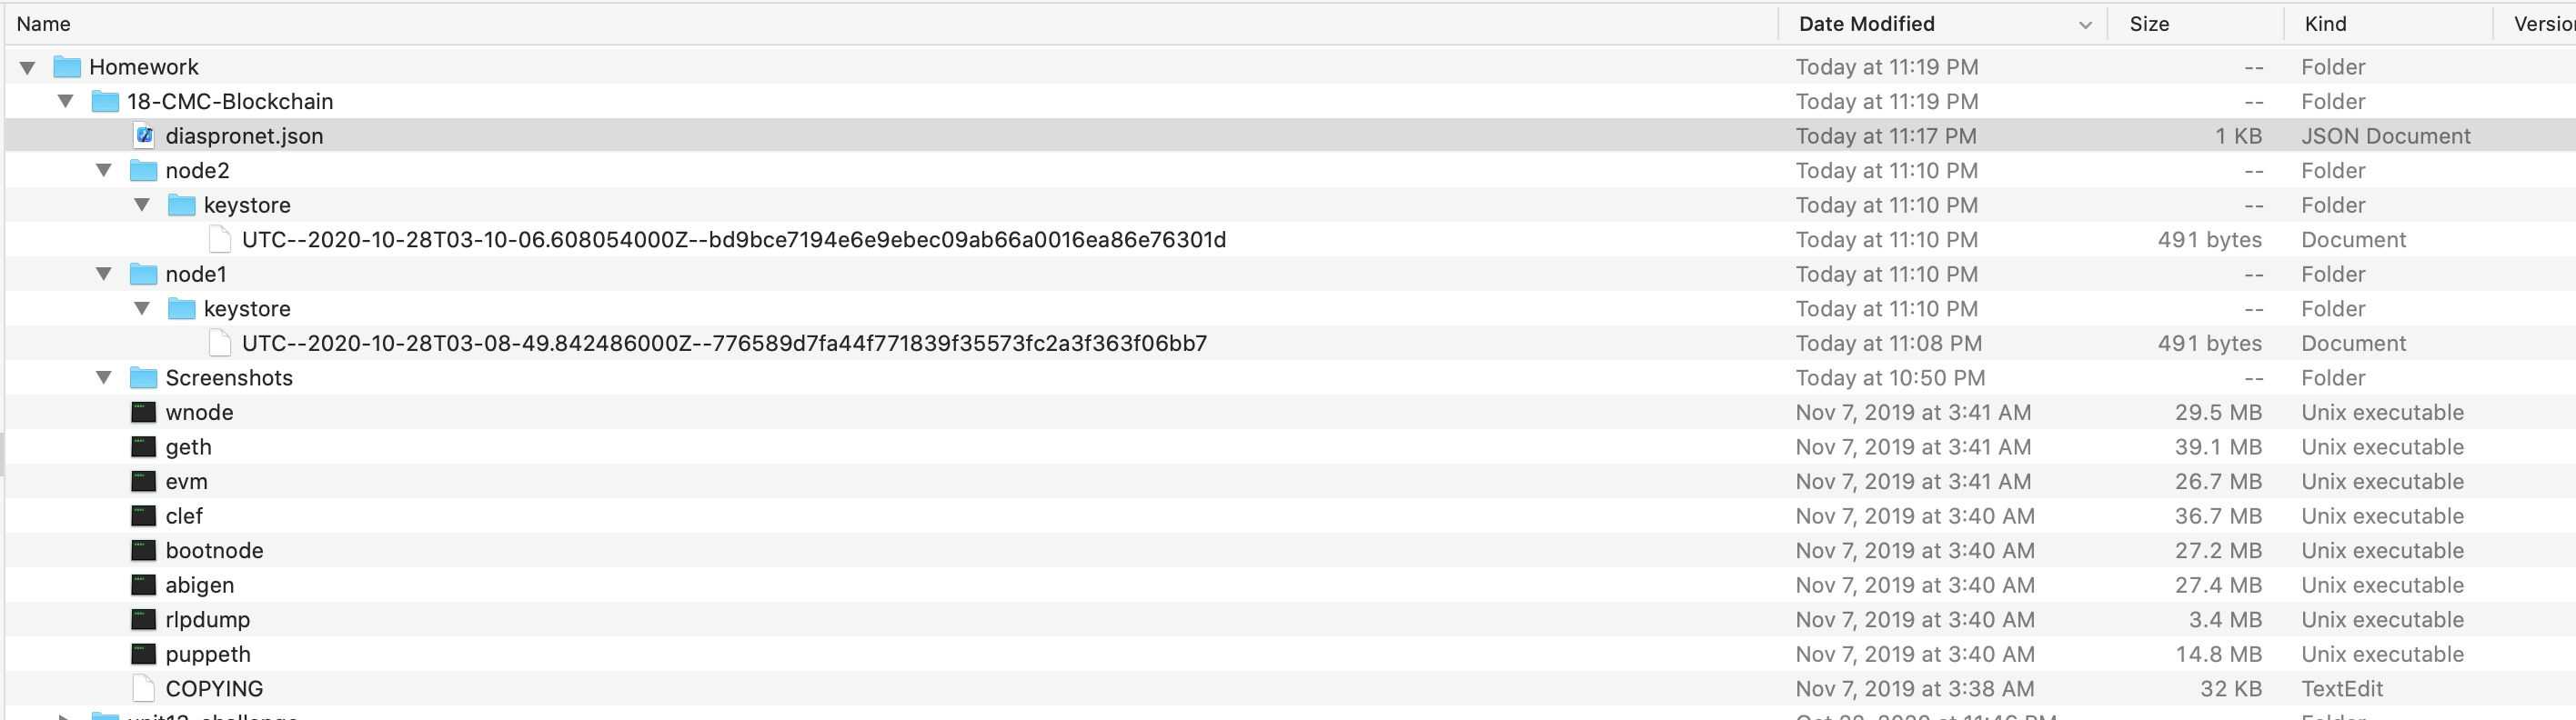 Name Date Modified Size Kind Versio
Homework Today at 11:19 PM -- Folder
18-CMC-Blockchain Today at 11:19 PM -- Folder
diaspronet.json Today at 11:17 PM 1 KB JSON Document
node2 Today at 11:10 PM -- Folder
keystore Today at 11:10 PM -- Folder
UTC--2020-10-28T03-10-06.608054000Z--bd9bce7194e6e9ebec09ab66a0016ea86e76301d Today at 11:10 PM 491 bytes Document
node1 Today at 11:10 PM -- Folder
keystore Today at 11:10 PM -- Folder
UTC--2020-10-28T03-08-49.842486000Z--776589d7fa44f771839f35573fc2a3f363f06bb7 Today at 11:08 PM 491 bytes Document
Screenshots Today at 10:50 PM -- Folder
wnode Nov 7, 2019 at 3:41 AM 29.5 MB Unix executable
geth Nov 7, 2019 at 3:41 AM 39.1 MB Unix executable
evm Nov 7, 2019 at 3:41 AM 26.7 MB Unix executable
clef Nov 7, 2019 at 3:40 AM 36.7 MB Unix executable
bootnode Nov 7, 2019 at 3:40 AM 27.2 MB Unix executable
abigen Nov 7, 2019 at 3:40 AM 27.4 MB Unix executable
rlpdump Nov 7, 2019 at 3:40 AM 3.4 MB Unix executable
puppeth Nov 7, 2019 at 3:40 AM 14.8 MB Unix executable
COPYING Nov 7, 2019 at 3:38 AM 32 KB TextEdit